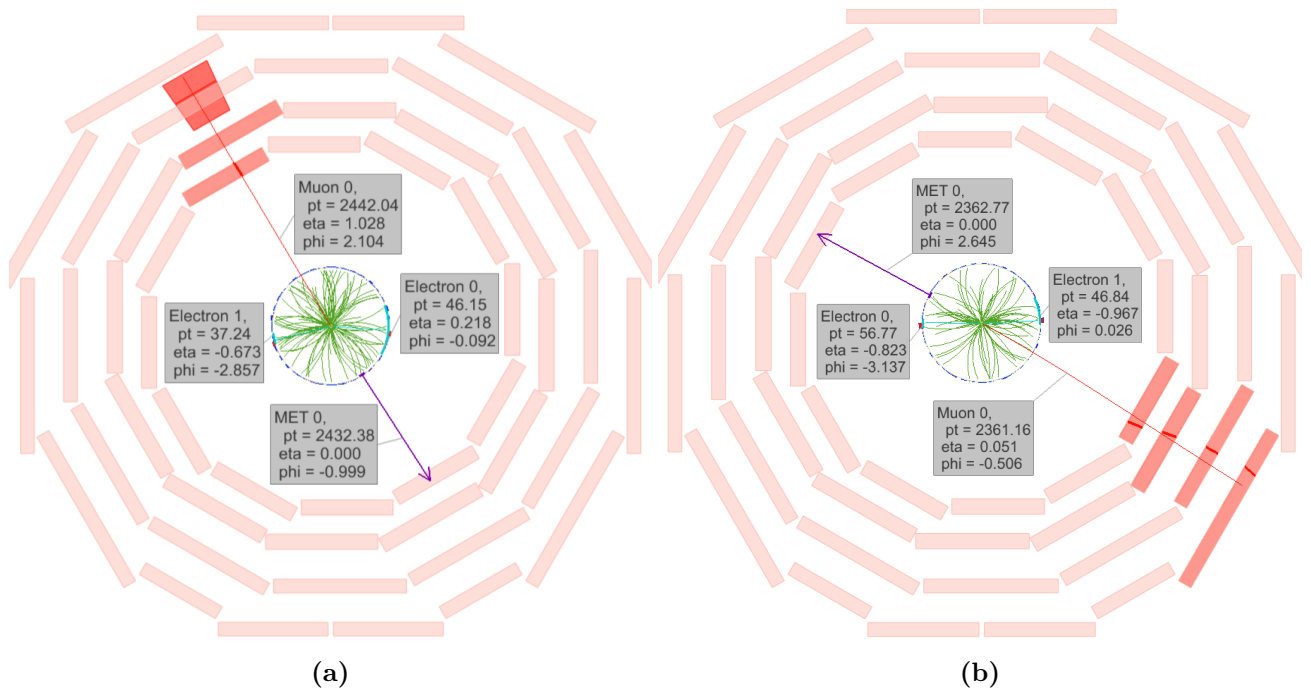 Muon 0,
pt = 2442.04
eta = 1.028
phi = 2.104
Electron 0,
pt = 46.15
eta = 0.218
phi = -0.092
Electron 1,
pt = 37.24
eta = -0.673
phi = -2.857
MET 0,
pt = 2432.38
eta = 0.000
phi = -0.999
(a)
MET 0,
pt = 2362.77
eta = 0.000
phi = 2.645
Electron 1,
pt = 46.84
eta = -0.967
phi = 0.026
Electron 0,
pt = 56.77
eta = -0.823
phi = -3.137
Muon 0,
pt = 2361.16
eta = 0.051
phi = -0.506
(b)